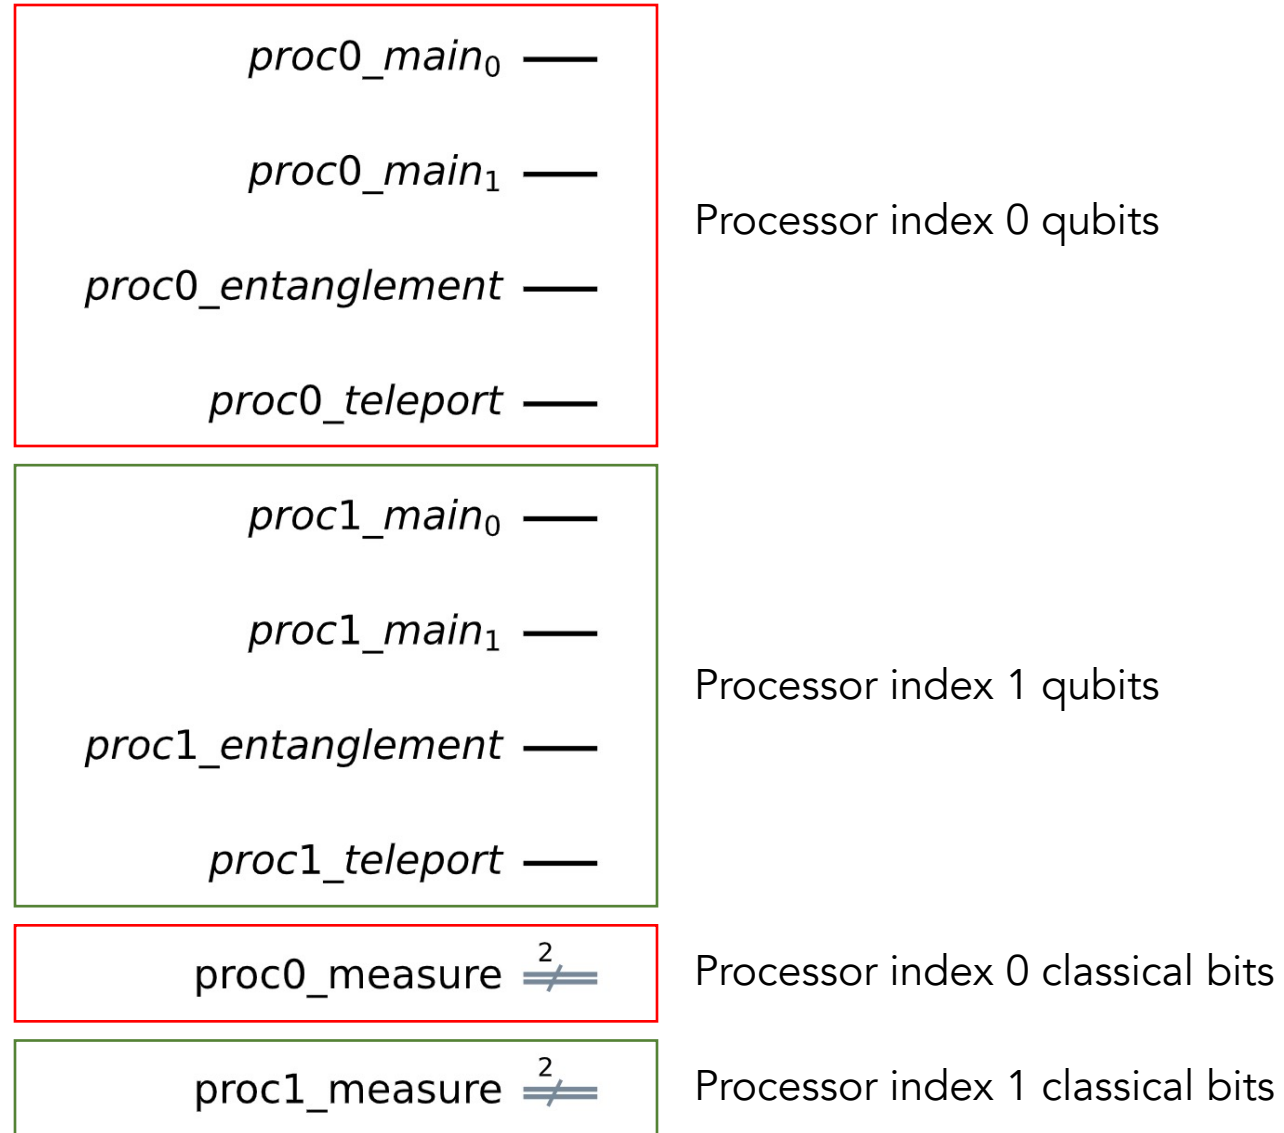 proc0_main0
proc0_main1
Processor index 0 qubits
proc0_entanglement
proc0_teleport
proc1_main0
proc1_main1
Processor index 1 qubits
proc1_entanglement
proc1_teleport
2
proc0_measure
Processor index 0 classical bits
2
proc1_measure
Processor index 1 classical bits